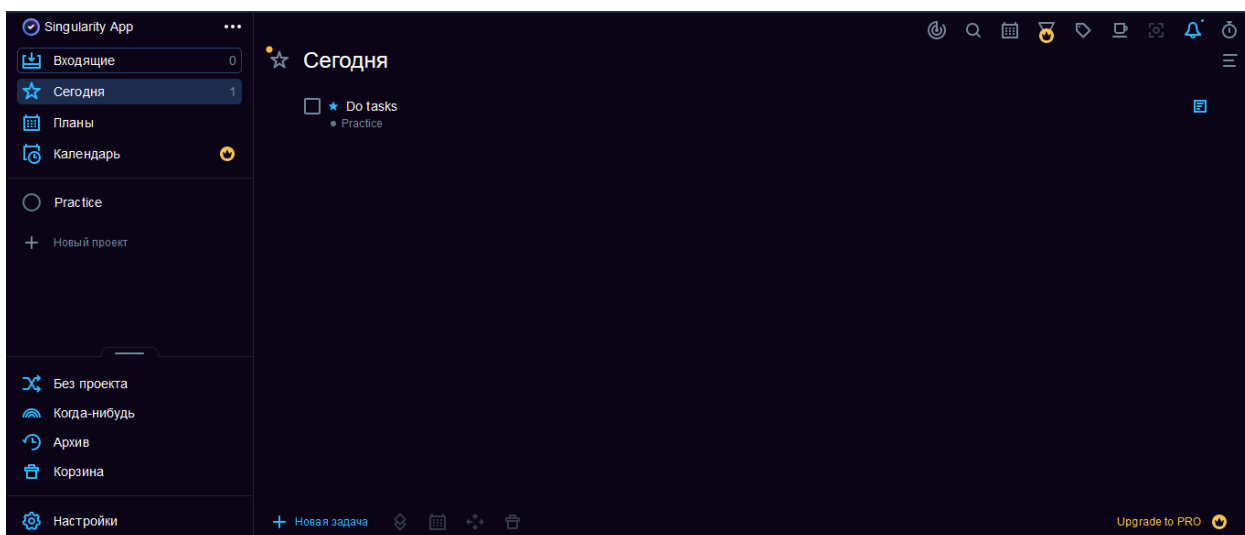 Singularity App
Входящие 0
Сегодня 1
Планы
Календарь
Practice
Новый проект
Без проекта
Когда-нибудь
Архив
Корзина
Настройки
Сегодня
Do tasks
Practice
Новая задача
Upgrade to PRO